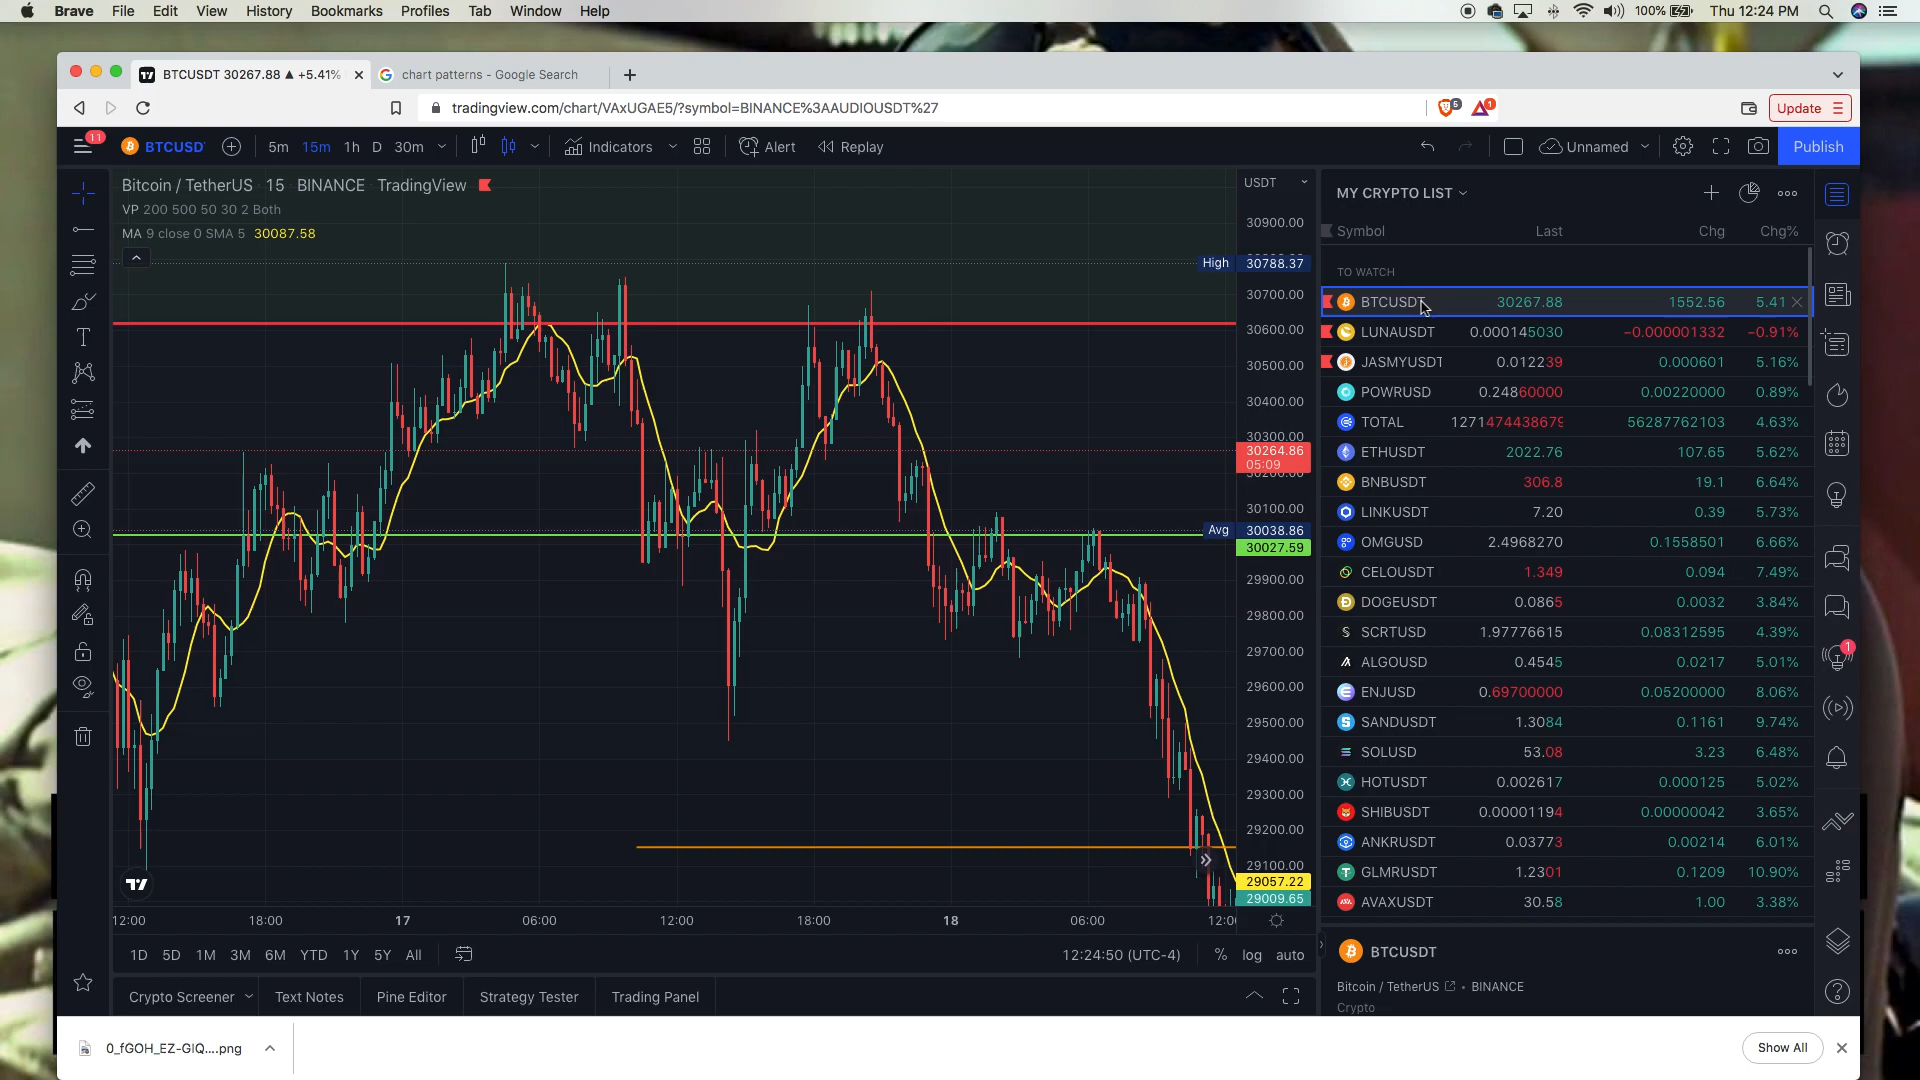 Brave File Edit View History Bookmarks Profiles Tab Window Help 100% Thu 12:24 PM
BTCUSDT 30267.88 ▲ +5.41% chart patterns - Google Search
tradingview.com/chart/VAxUGAE5/?symbol=BINANCE%3AAUDIOUSDT%27 5 1 Update
11 BTCUSD 5m 15m 1h D 30m Indicators Alert Replay Unnamed Publish
Bitcoin / TetherUS 15 BINANCE TradingView
VP 200 500 50 30 2 Both
MA 9 close 0 SMA 5 30087.58
USDT
30900.00
High 30788.37
30700.00
30600.00
30500.00
30400.00
30300.00
30264.86
05:09
30200.00
30100.00
Avg 30038.86
30027.59
29900.00
29800.00
29700.00
29600.00
29500.00
29400.00
29300.00
29200.00
29100.00
29057.22
29009.65
12:00 18:00 17 06:00 12:00 18:00 18 06:00 12:0
1D 5D 1M 3M 6M YTD 1Y 5Y All 12:24:50 (UTC-4) % log auto
Crypto Screener Text Notes Pine Editor Strategy Tester Trading Panel
MY CRYPTO LIST
Symbol Last Chg Chg%
TO WATCH
BTCUSDT 30267.88 1552.56 5.41
LUNAUSDT 0.000145030 −0.000001332 −0.91%
JASMYUSDT 0.012239 0.000601 5.16%
POWRUSD 0.24860000 0.00220000 0.89%
TOTAL 1271474438679 56287762103 4.63%
ETHUSDT 2022.76 107.65 5.62%
BNBUSDT 306.8 19.1 6.64%
LINKUSDT 7.20 0.39 5.73%
OMGUSD 2.4968270 0.1558501 6.66%
CELOUSDT 1.349 0.094 7.49%
DOGEUSDT 0.0865 0.0032 3.84%
SCRTUSD 1.97776615 0.08312595 4.39%
ALGOUSD 0.4545 0.0217 5.01%
ENJUSD 0.69700000 0.05200000 8.06%
SANDUSDT 1.3084 0.1161 9.74%
SOLUSD 53.08 3.23 6.48%
HOTUSDT 0.002617 0.000125 5.02%
SHIBUSDT 0.00001194 0.00000042 3.65%
ANKRUSDT 0.03773 0.00214 6.01%
GLMRUSDT 1.2301 0.1209 10.90%
AVAXUSDT 30.58 1.00 3.38%
BTCUSDT
Bitcoin / TetherUS • BINANCE
Crypto
1
0_fGOH_EZ-GIQ....png Show All